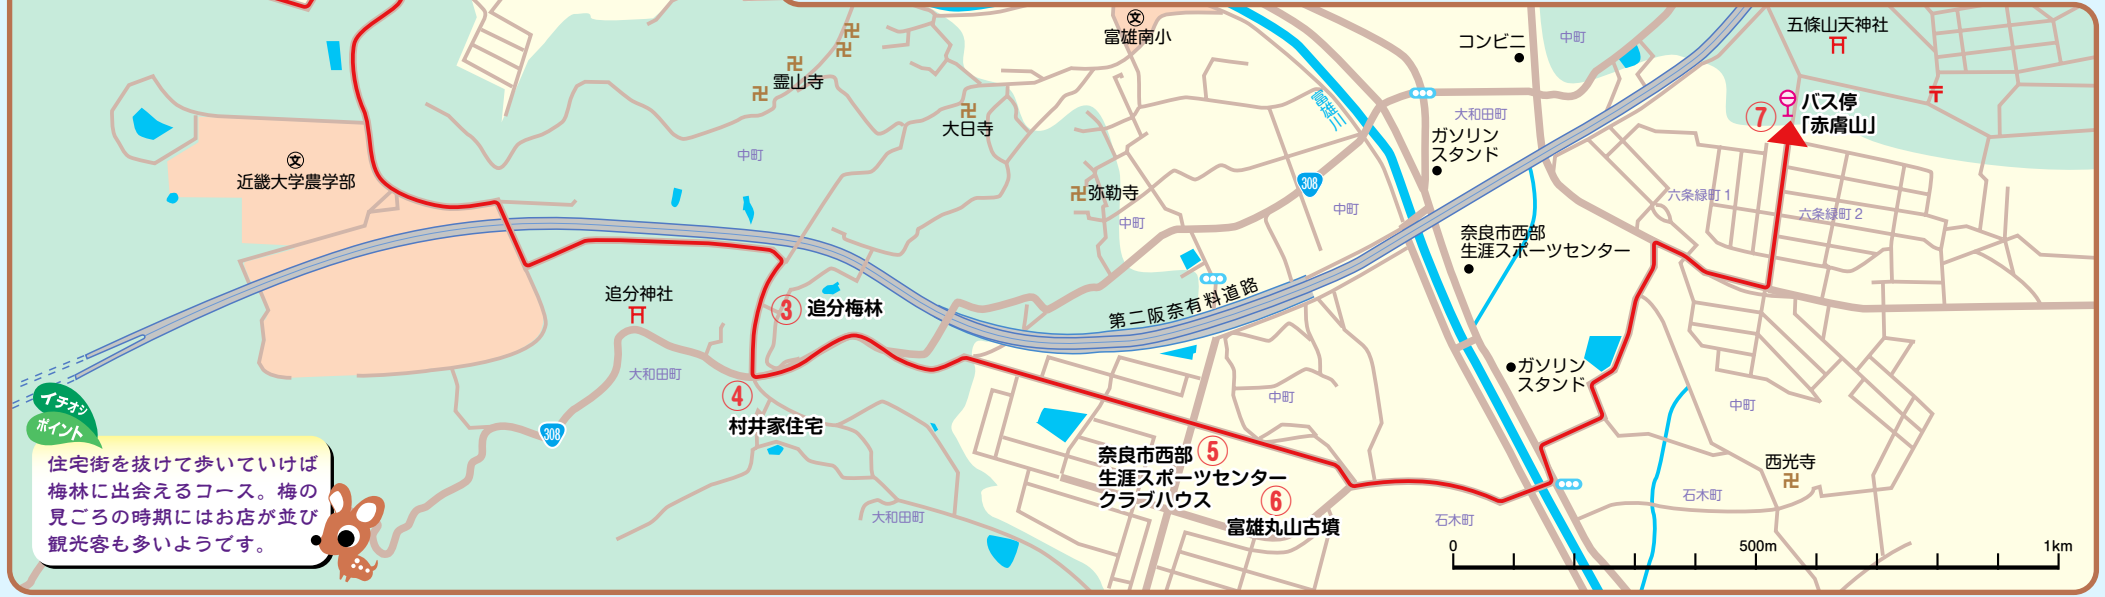 文
富雄南小
霊山寺
大日寺
中町
文
近畿大学農学部
弥勒寺
中町
308
中町
富雄川
コンビニ
中町
大和田町
ガソリン
スタンド
五條山天神社
⑦
バス停
「赤膚山」
六条緑町1
六条緑町2
奈良市西部
生涯スポーツセンター
第二阪奈有料道路
追分神社
③
追分梅林
大和田町
④
村井家住宅
308
中町
ガソリン
スタンド
中町
奈良市西部
⑤
生涯スポーツセンター
クラブハウス
⑥
富雄丸山古墳
大和田町
石木町
西光寺
石木町
0
500m
1km
イチオシ
ポイント
住宅街を抜けて歩いていけば
梅林に出会えるコース。梅の
見ごろの時期にはお店が並び
観光客も多いようです。